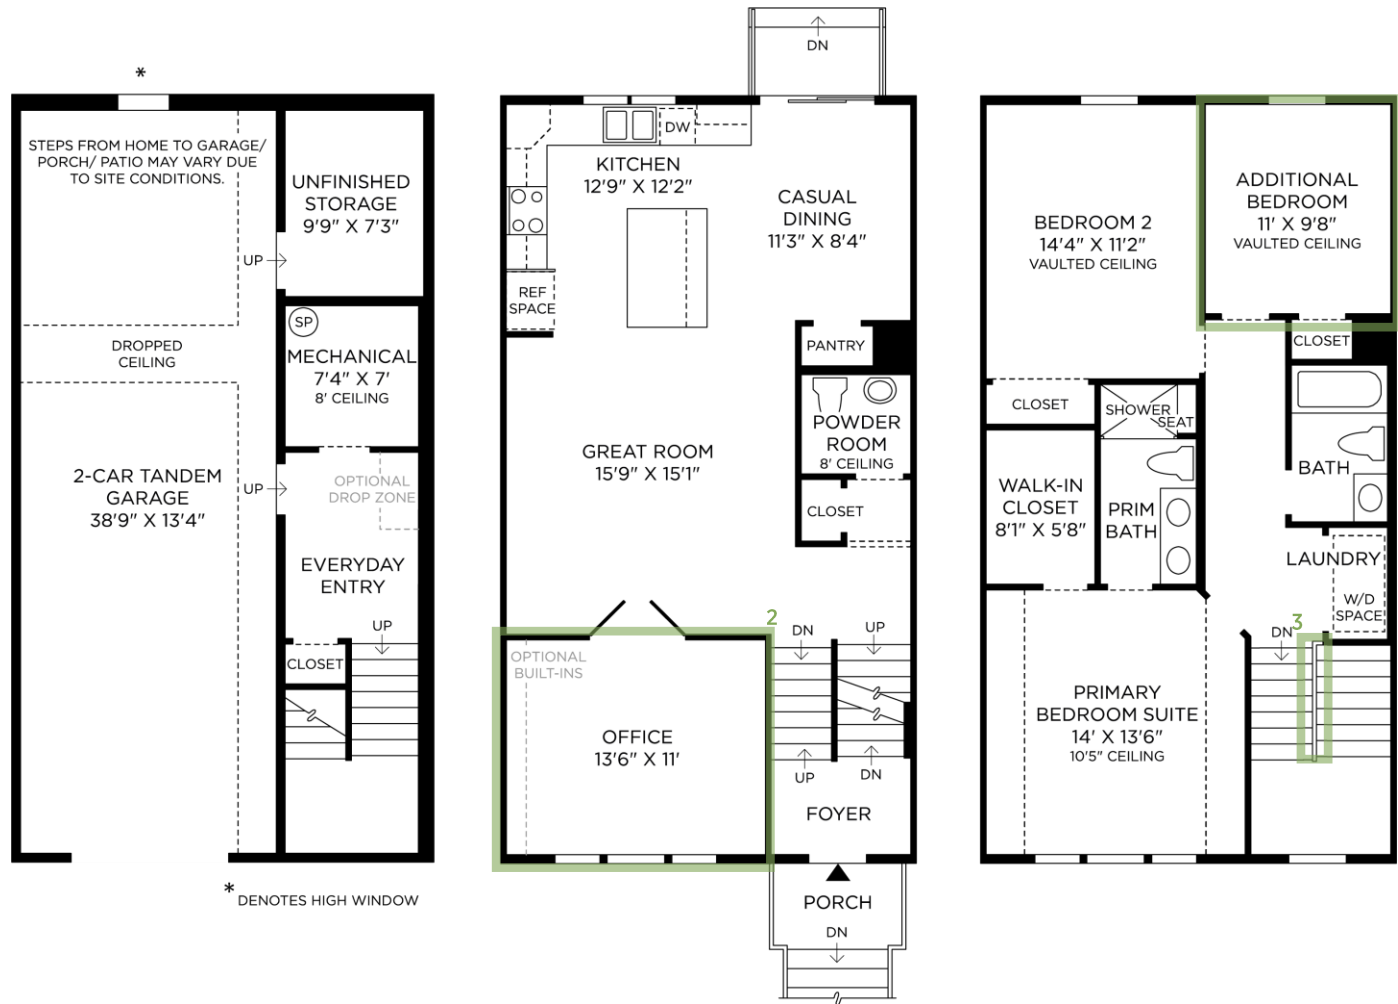 *
STEPS FROM HOME TO GARAGE/
PORCH/ PATIO MAY VARY DUE
TO SITE CONDITIONS.
UNFINISHED
STORAGE
9'9" X 7'3"
UP
SP
DROPPED
CEILING
MECHANICAL
7'4" X 7'
8' CEILING
2-CAR TANDEM
GARAGE
38'9" X 13'4"
UP
OPTIONAL
DROP ZONE
EVERYDAY
ENTRY
UP
CLOSET
* DENOTES HIGH WINDOW
DN
DW
KITCHEN
12'9" X 12'2"
CASUAL
DINING
11'3" X 8'4"
REF
SPACE
PANTRY
POWDER
ROOM
8' CEILING
GREAT ROOM
15'9" X 15'1"
CLOSET
2
DN
UP
OPTIONAL
BUILT-INS
OFFICE
13'6" X 11'
UP
DN
FOYER
PORCH
DN
ADDITIONAL
BEDROOM
11' X 9'8"
VAULTED CEILING
BEDROOM 2
14'4" X 11'2"
VAULTED CEILING
CLOSET
CLOSET
SHOWER
SEAT
BATH
WALK-IN
CLOSET
8'1" X 5'8"
PRIM
BATH
LAUNDRY
W/D
SPACE
DN
3
PRIMARY
BEDROOM SUITE
14' X 13'6"
10'5" CEILING